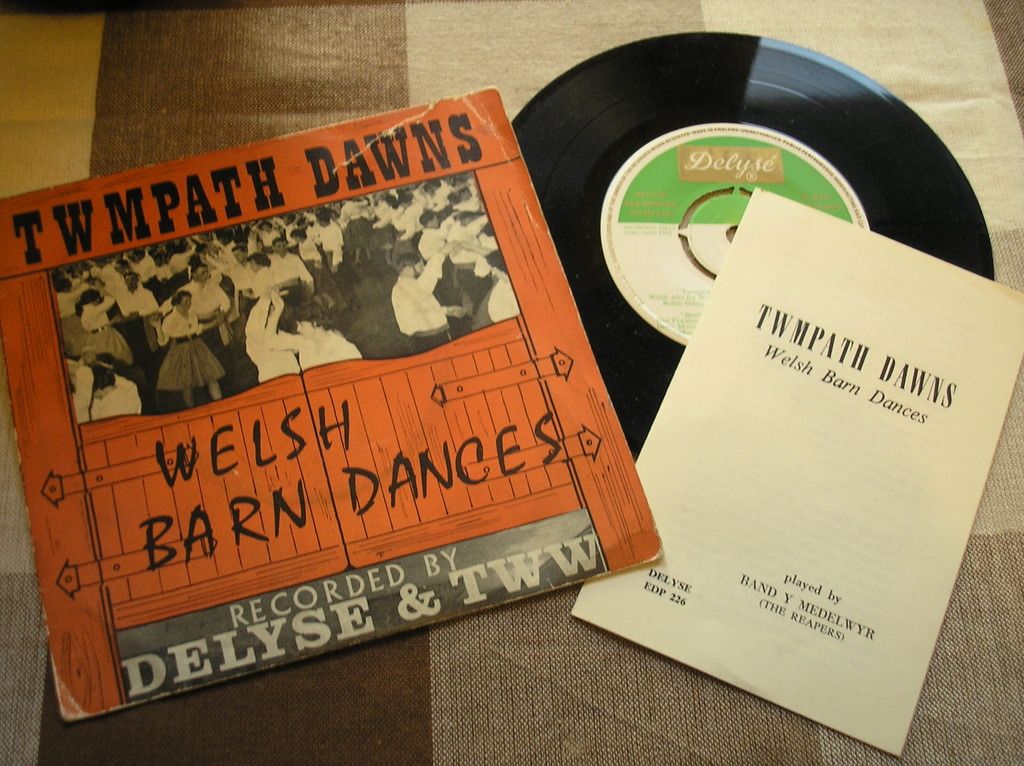 TWMPATH DAWNS
WELSH
BARN DANCES
RECORDED BY
DELYSE & TWW
Delysé
®
TWMPATH DAWNS
Welsh Barn Dances
played by
BAND Y MEDELWYR
(THE REAPERS)
DELYSE
EDP 226